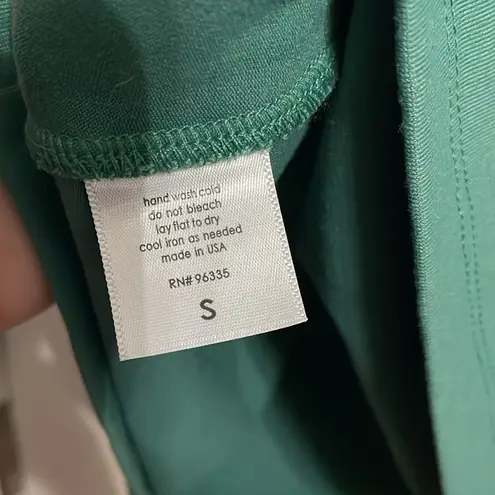 hand wash cold
do not bleach
lay flat to dry
cool iron as needed
made in USA
RN# 96335
S